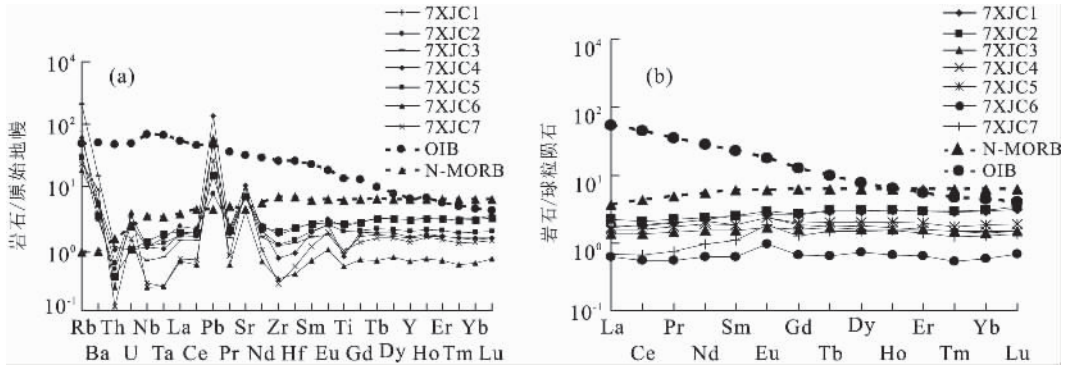 (a)
岩石/原始地幔
10⁴
10²
10¹
10⁰
10⁻¹
Rb Th Nb La Pb Sr Zr Sm Ti Tb Y Er Yb
Ba U Ta Ce Pr Nd Hf Eu Gd Dy Ho Tm Lu
7XJC1
7XJC2
7XJC3
7XJC4
7XJC5
7XJC6
7XJC7
OIB
N-MORB
(b)
岩石/球粒陨石
10⁴
10²
10¹
10⁰
10⁻¹
La Pr Sm Gd Dy Er Yb
Ce Nd Eu Tb Ho Tm Lu
7XJC1
7XJC2
7XJC3
7XJC4
7XJC5
7XJC6
7XJC7
N-MORB
OIB